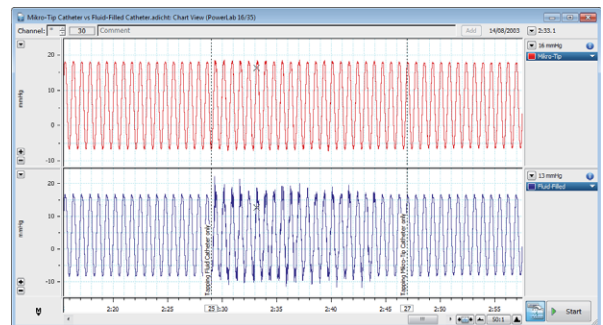 Mikro-Tip Catheter vs Fluid-Filled Catheter.adicht: Chart View (PowerLab 16/35)
Channel: * 30 Comment Add 14/08/2003 2:33.1
16 mmHg
Mikro-Tip
20
10
0
-10
mmHg
13 mmHg
Fluid-Filled
20
10
0
-10
mmHg
Tapping Fluid Catheter only
Tapping Mikro-Tip Catheter only
2:20 2:25 25 2:30 2:35 2:40 2:45 27 2:50 2:55
50:1
Start